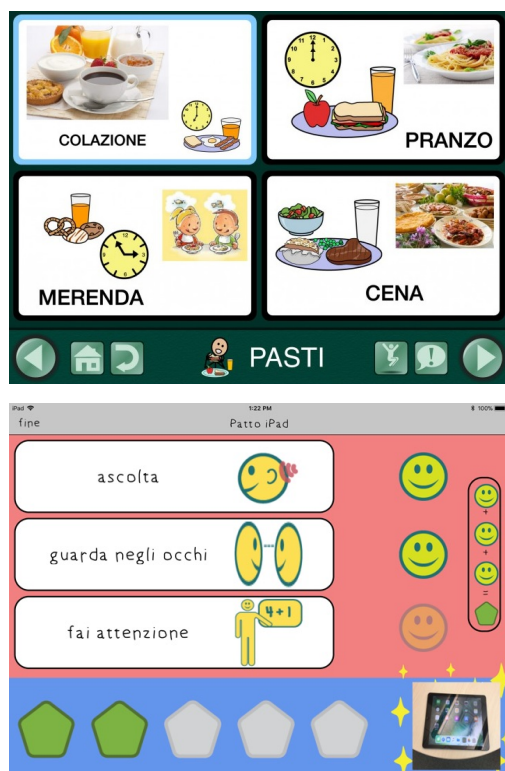 COLAZIONE
PRANZO
MERENDA
CENA
PASTI
iPad 1:22 PM 100%
fine Patto iPad
ascolta
guarda negli occhi
fai attenzione
4+1
+
+
=